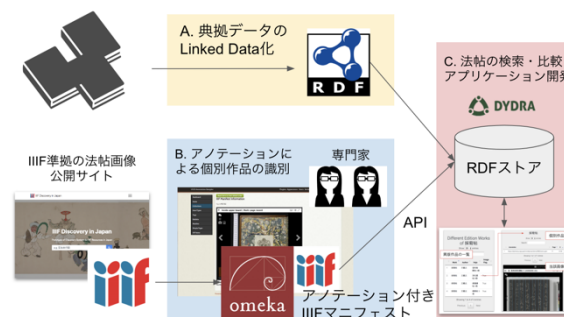 A. 典拠データの
Linked Data化
RDF
C. 法帖の検索・比較
アプリケーション開発
DYDRA
RDFストア
IIIF準拠の法帖画像
公開サイト
IIIF Discovery in Japan
iiif
B. アノテーションに
よる個別作品の識別
専門家
omeka
iiif
アノテーション付き
IIIFマニフェスト
API
Different Edition Works